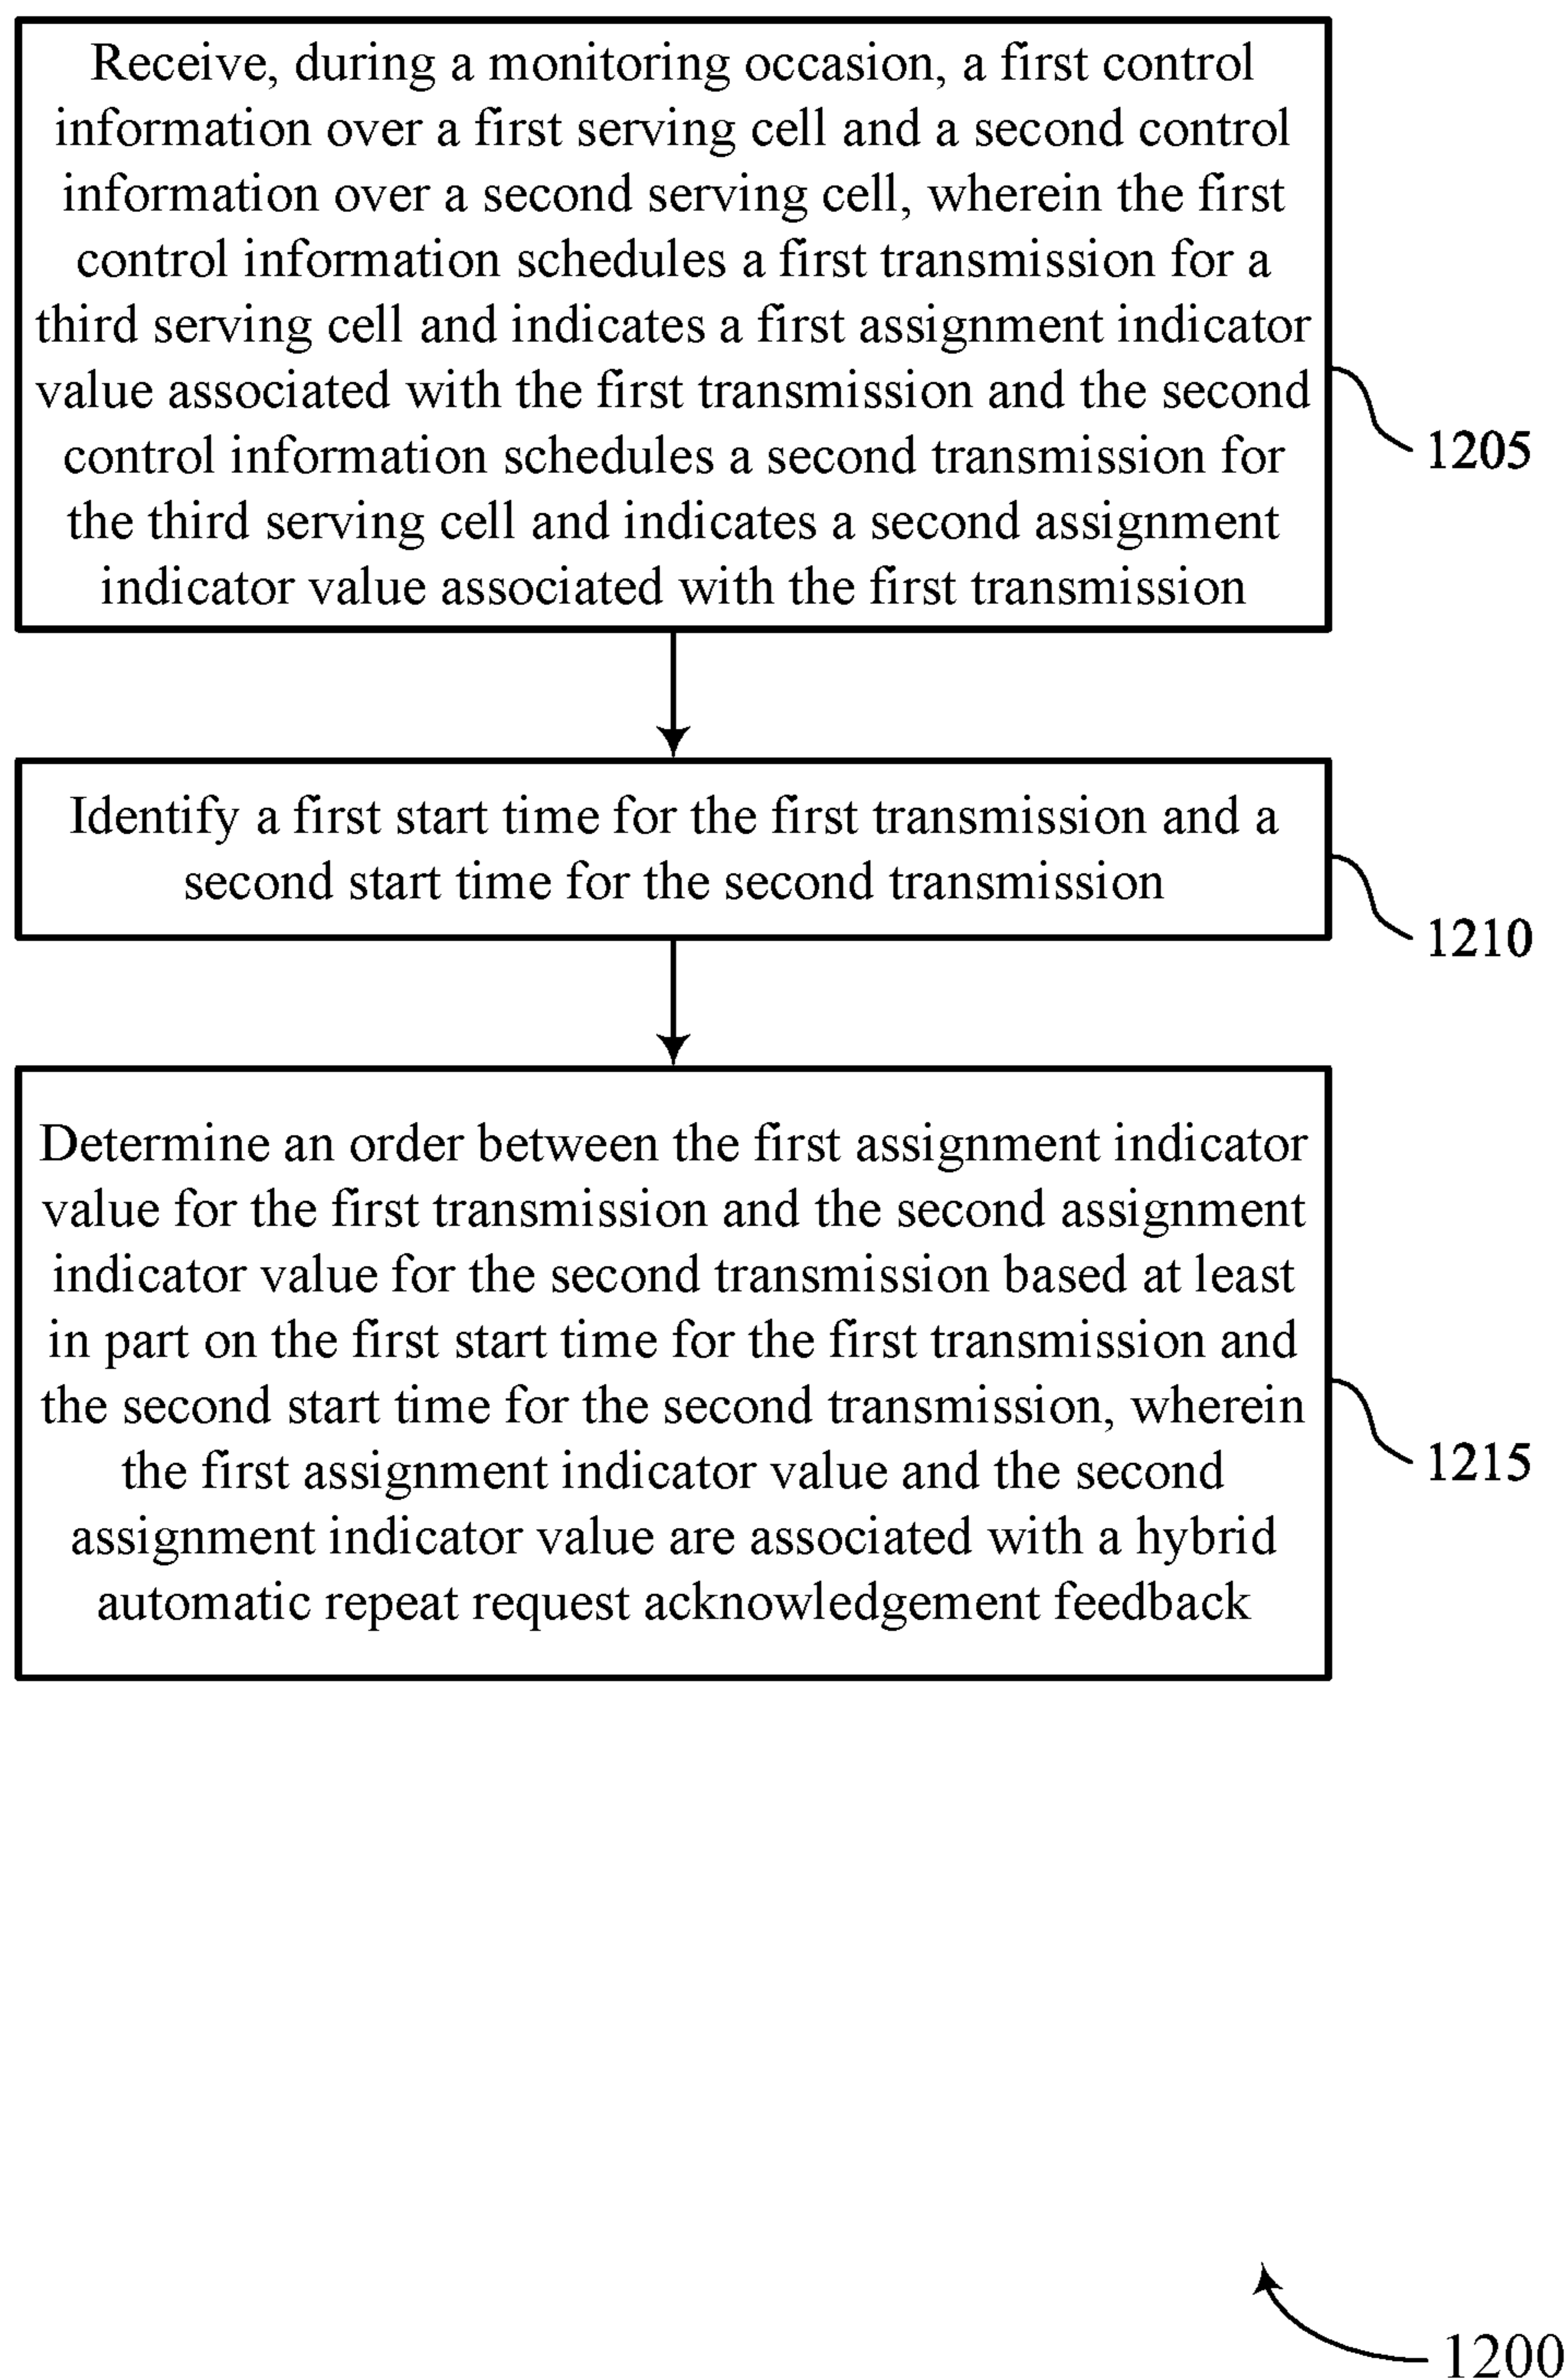 Receive, during a monitoring occasion, a first control
information over a first serving cell and a second control
information over a second serving cell, wherein the first
control information schedules a first transmission for a
third serving cell and indicates a first assignment indicator
value associated with the first transmission and the second
control information schedules a second transmission for
the third serving cell and indicates a second assignment
indicator value associated with the first transmission
1205
Identify a first start time for the first transmission and a
second start time for the second transmission
1210
Determine an order between the first assignment indicator
value for the first transmission and the second assignment
indicator value for the second transmission based at least
in part on the first start time for the first transmission and
the second start time for the second transmission, wherein
the first assignment indicator value and the second
assignment indicator value are associated with a hybrid
automatic repeat request acknowledgement feedback
1215
1200